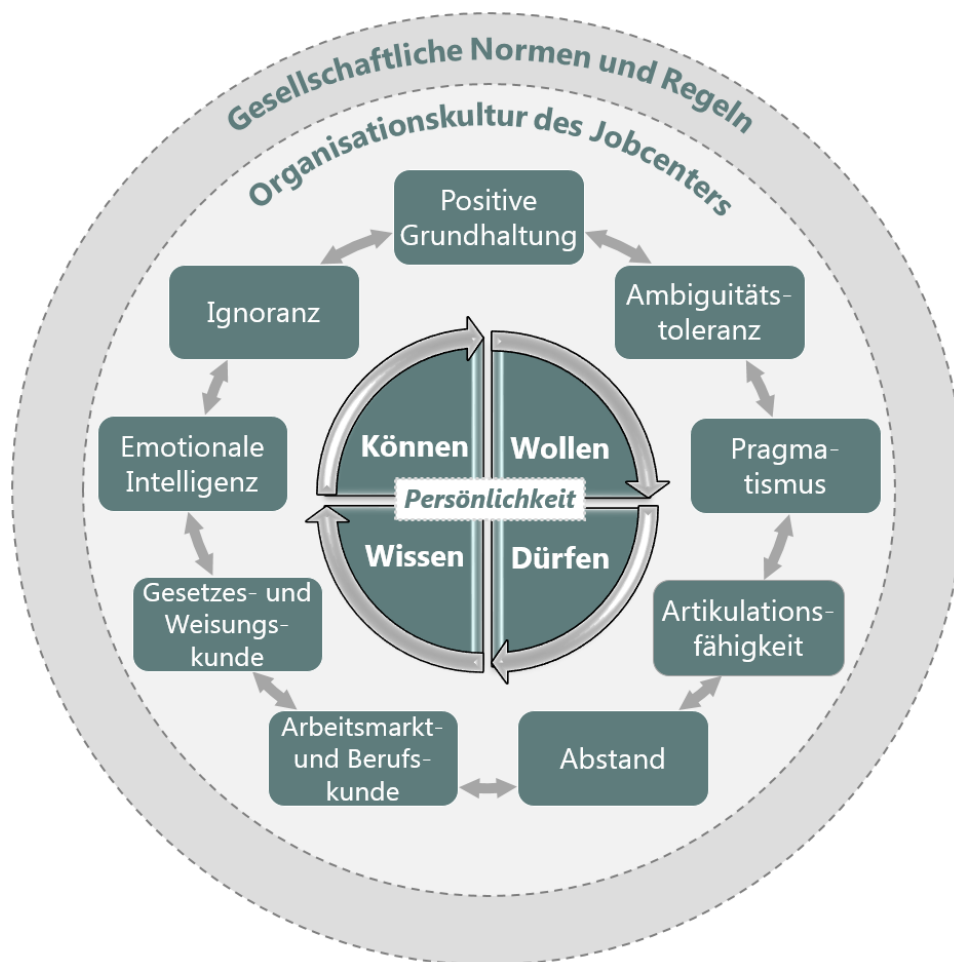 Gesellschaftliche Normen und Regeln
Organisationskultur des Jobcenters
Positive
Grundhaltung
Ambiguitäts-
toleranz
Pragma-
tismus
Artikulations-
fähigkeit
Abstand
Arbeitsmarkt-
und Berufs-
kunde
Gesetzes- und
Weisungs-
kunde
Emotionale
Intelligenz
Ignoranz
Können
Wollen
Persönlichkeit
Wissen
Dürfen